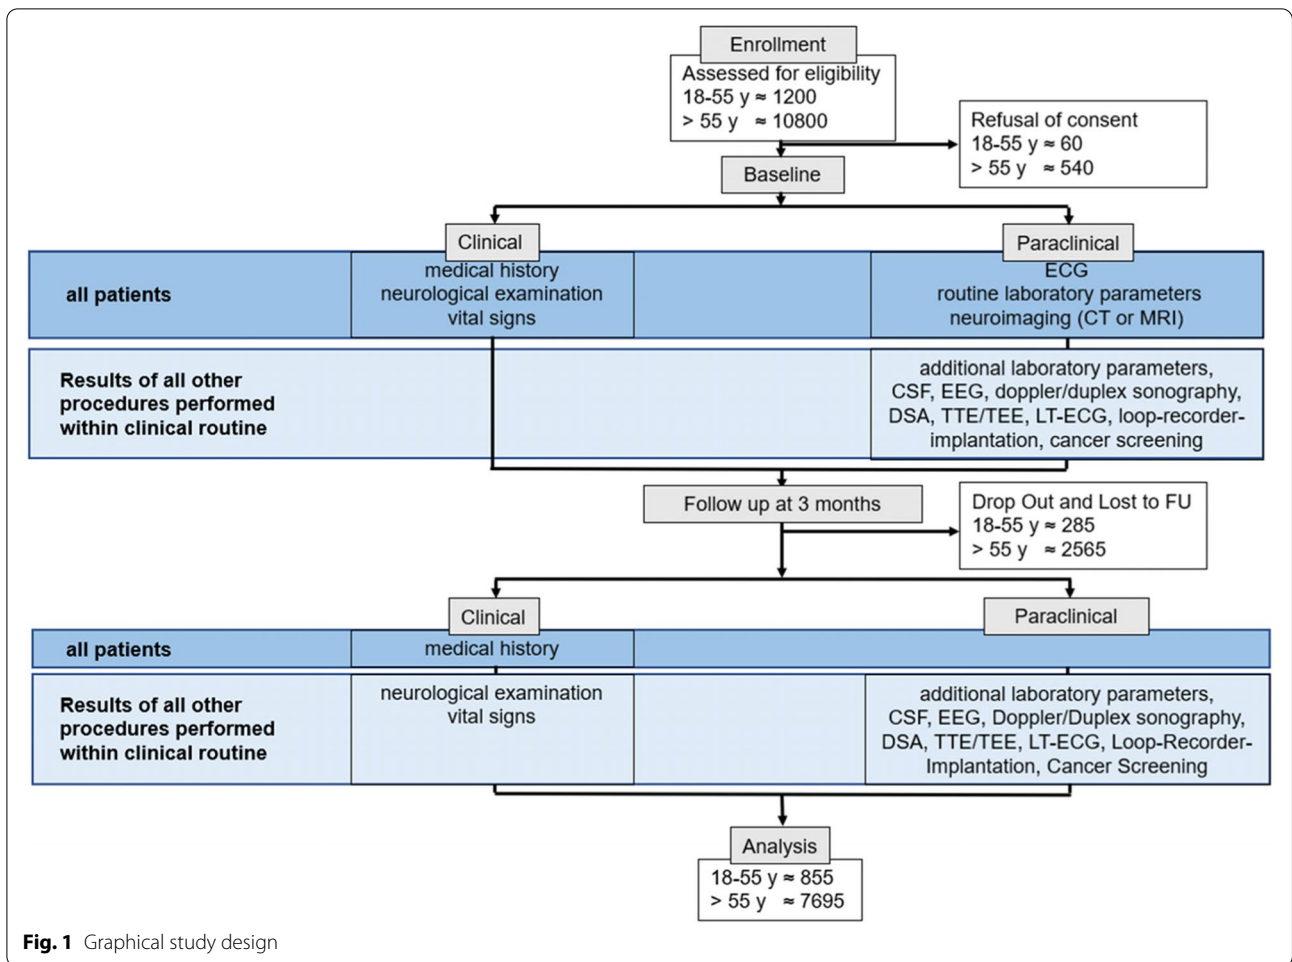 Enrollment
Assessed for eligibility
18-55 y ≈ 1200
> 55 y ≈ 10800
Refusal of consent
18-55 y ≈ 60
> 55 y ≈ 540
Baseline
Clinical
Paraclinical
all patients
medical history
neurological examination
vital signs
ECG
routine laboratory parameters
neuroimaging (CT or MRI)
Results of all other
procedures performed
within clinical routine
additional laboratory parameters,
CSF, EEG, doppler/duplex sonography,
DSA, TTE/TEE, LT-ECG, loop-recorder-
implantation, cancer screening
Follow up at 3 months
Drop Out and Lost to FU
18-55 y ≈ 285
> 55 y ≈ 2565
Clinical
Paraclinical
all patients
medical history
Results of all other
procedures performed
within clinical routine
neurological examination
vital signs
additional laboratory parameters,
CSF, EEG, Doppler/Duplex sonography,
DSA, TTE/TEE, LT-ECG, Loop-Recorder-
Implantation, Cancer Screening
Analysis
18-55 y ≈ 855
> 55 y ≈ 7695
Fig. 1 Graphical study design